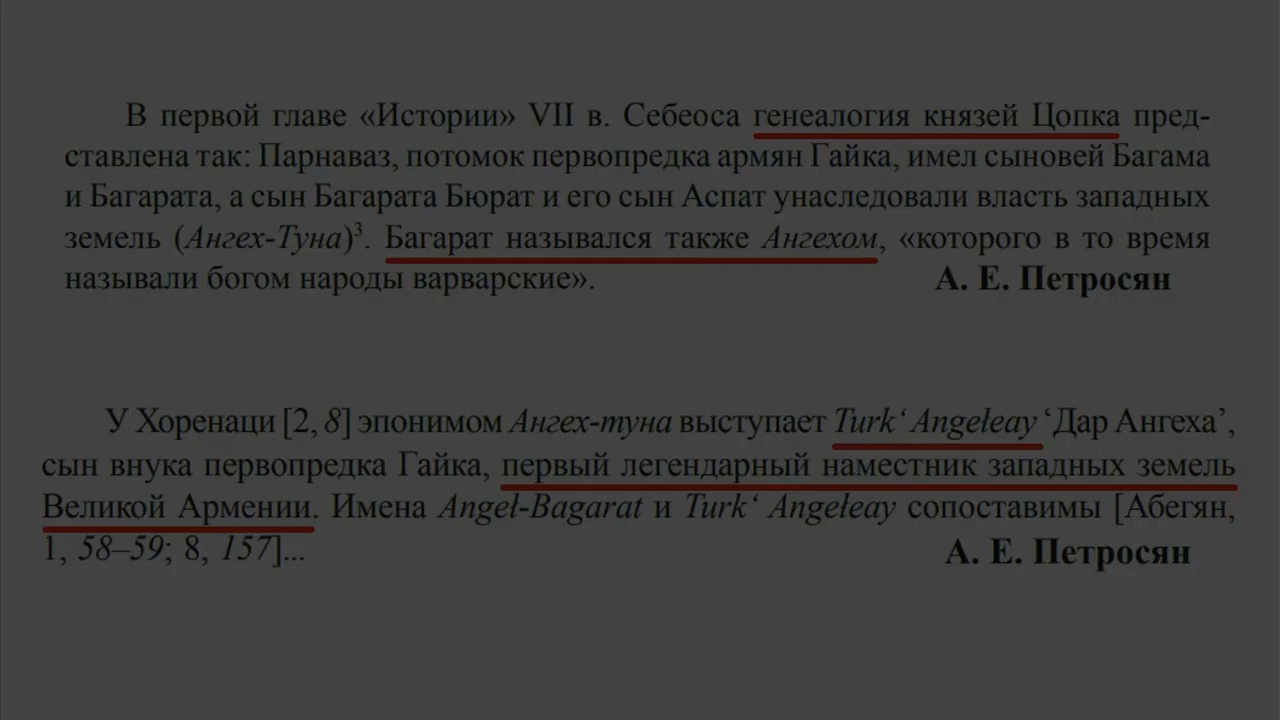 В первой главе «Истории» VII в. Себеоса генеалогия князей Цопка пред-
ставлена так: Парнаваз, потомок первопредка армян Гайка, имел сыновей Багама
и Багарата, а сын Багарата Бюрат и его сын Аспат унаследовали власть западных
земель (Ангех-Туна)³. Багарат назывался также Ангехом, «которого в то время
называли богом народы варварские».
А. Е. Петросян
У Хоренаци [2, 8] эпонимом Ангех-туна выступает Turk‘ Angełeay ‘Дар Ангеха’,
сын внука первопредка Гайка, первый легендарный наместник западных земель
Великой Армении. Имена Angeł-Bagarat и Turk‘ Angełeay сопоставимы [Абегян,
1, 58–59; 8, 157]...
А. Е. Петросян